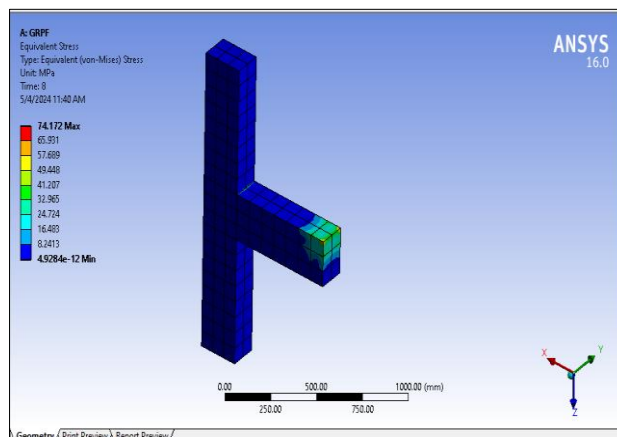 A: GRPF
Equivalent Stress
Type: Equivalent (von-Mises) Stress
Unit: MPa
Time: 8
5/4/2024 11:40 AM
74.172 Max
65.931
57.689
49.448
41.207
32.965
24.724
16.483
8.2413
4.9284e-12 Min
ANSYS
16.0
X
Y
Z
0.00
500.00
1000.00 (mm)
250.00
750.00
Geometry
Print Preview
Report Preview